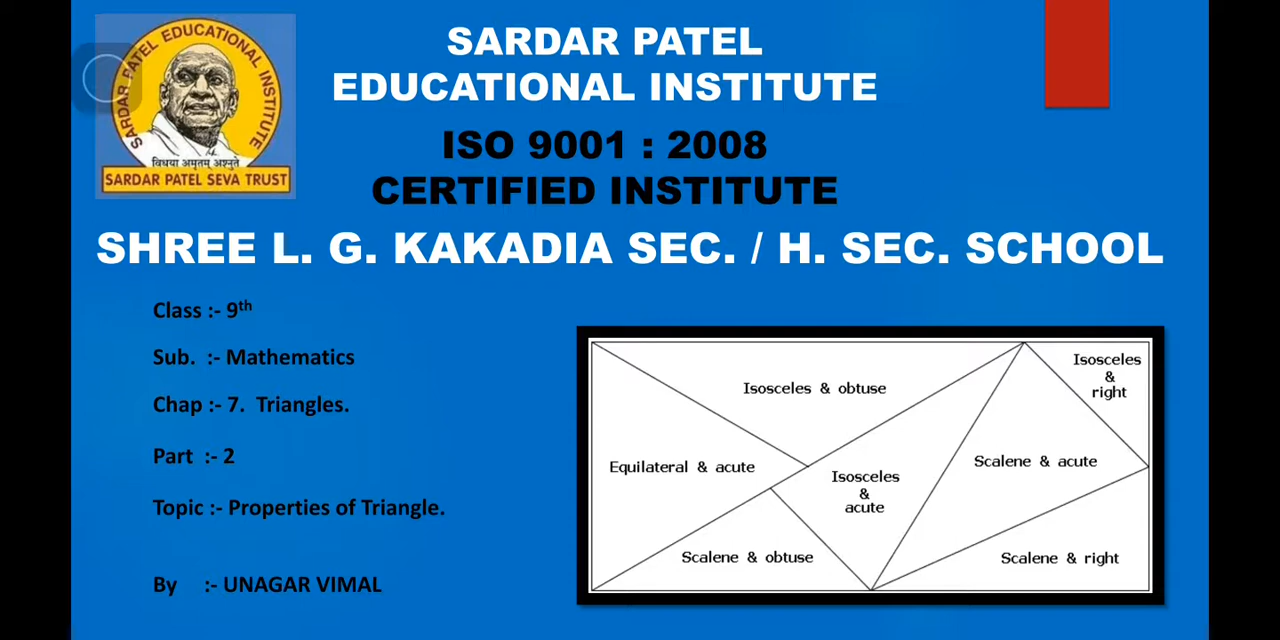 SARDAR PATEL EDUCATIONAL INSTITUTE
विधया अमृतम् अश्नुते
SARDAR PATEL SEVA TRUST
SARDAR PATEL
EDUCATIONAL INSTITUTE
ISO 9001 : 2008
CERTIFIED INSTITUTE
SHREE L. G. KAKADIA SEC. / H. SEC. SCHOOL
Class :- 9th
Sub. :- Mathematics
Chap :- 7. Triangles.
Part :- 2
Topic :- Properties of Triangle.
By :- UNAGAR VIMAL
Isosceles & obtuse
Isosceles
&
right
Equilateral & acute
Isosceles
&
acute
Scalene & acute
Scalene & obtuse
Scalene & right